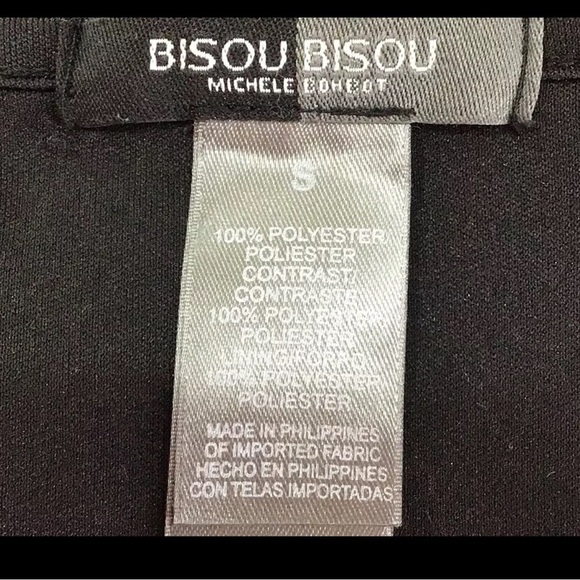 BISOU BISOU
MICHELE BOHBOT
S
100% POLYESTER/
POLIESTER
CONTRAST/
CONTRASTE
100% POLYESTER/
POLIESTER
LINING/FORRO
100% POLYESTER/
POLIESTER
MADE IN PHILIPPINES
OF IMPORTED FABRIC
HECHO EN PHILIPPINES
CON TELAS IMPORTADAS